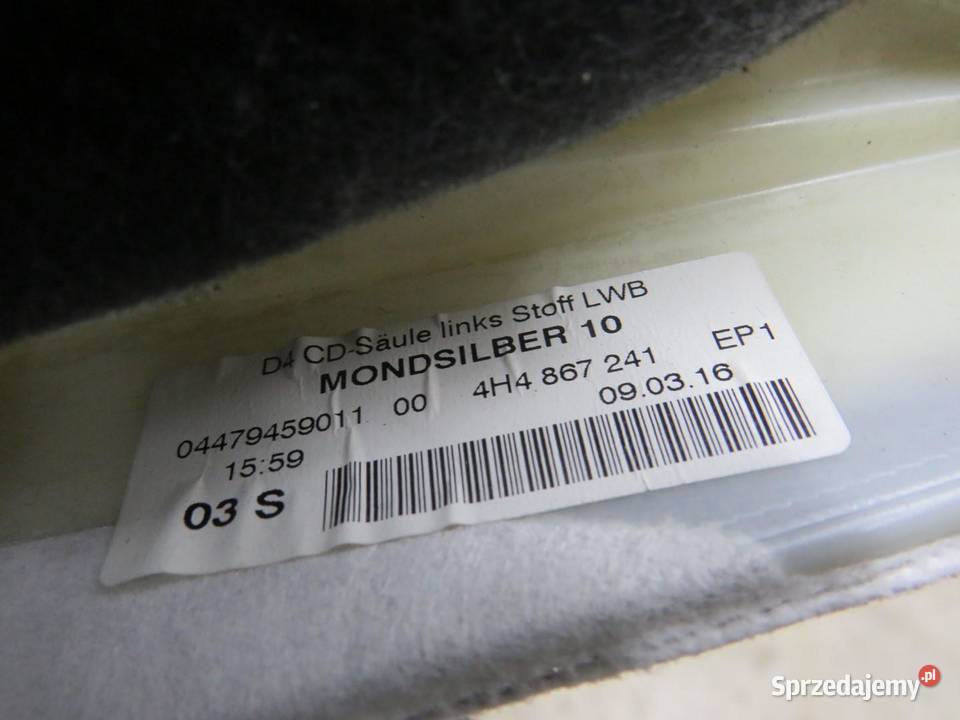 D4 CD-Säule links Stoff LWB
MONDSILBER 10
04479459011 00 4H4 867 241 EP1
15:59 09.03.16
03 S
Sprzedajemy.pl